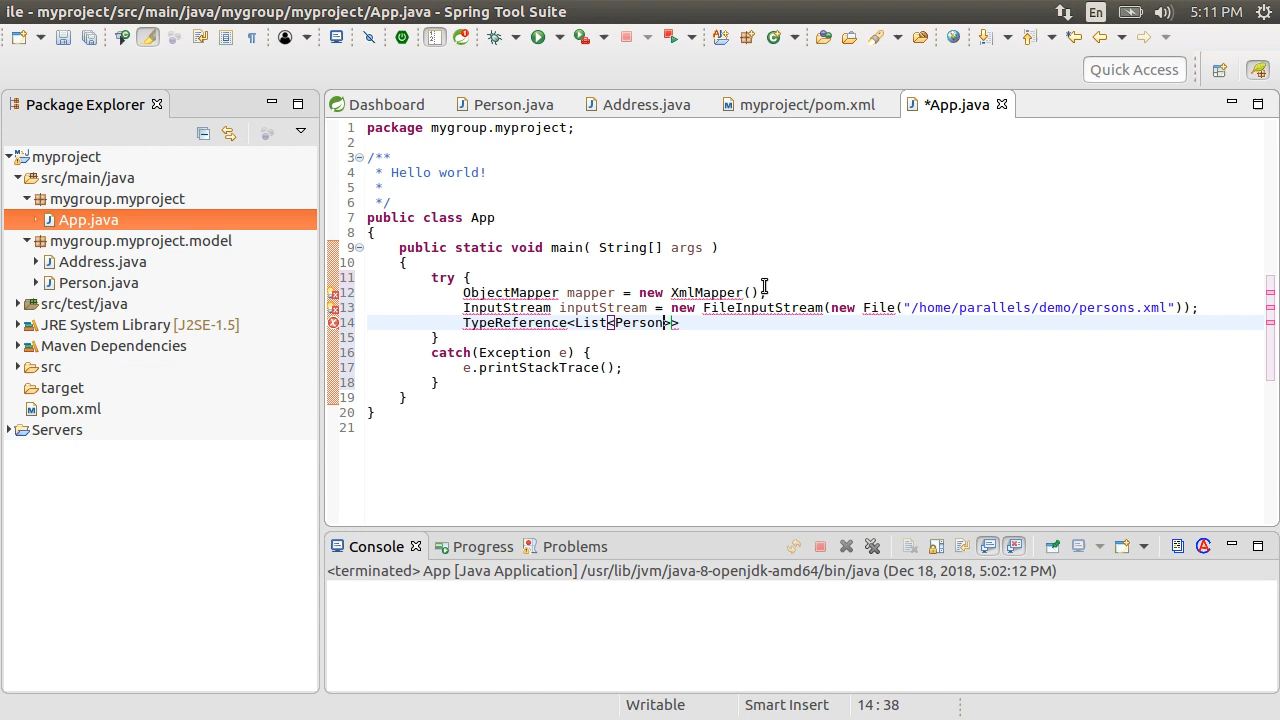 ile - myproject/src/main/java/mygroup/myproject/App.java - Spring Tool Suite
En
5:11 PM
Quick Access
Package Explorer
Dashboard
Person.java
Address.java
myproject/pom.xml
*App.java
myproject
src/main/java
mygroup.myproject
App.java
mygroup.myproject.model
Address.java
Person.java
src/test/java
JRE System Library [J2SE-1.5]
Maven Dependencies
src
target
pom.xml
Servers
1 package mygroup.myproject;
2
3 /**
4 * Hello world!
5 *
6 */
7 public class App
8 {
9 public static void main( String[] args )
10 {
11 try {
12 ObjectMapper mapper = new XmlMapper();
13 InputStream inputStream = new FileInputStream(new File("/home/parallels/demo/persons.xml"));
14 TypeReference<List<Person>>
15 }
16 catch(Exception e) {
17 e.printStackTrace();
18 }
19 }
20 }
21
Console
Progress
Problems
<terminated> App [Java Application] /usr/lib/jvm/java-8-openjdk-amd64/bin/java (Dec 18, 2018, 5:02:12 PM)
Writable
Smart Insert
14 : 38